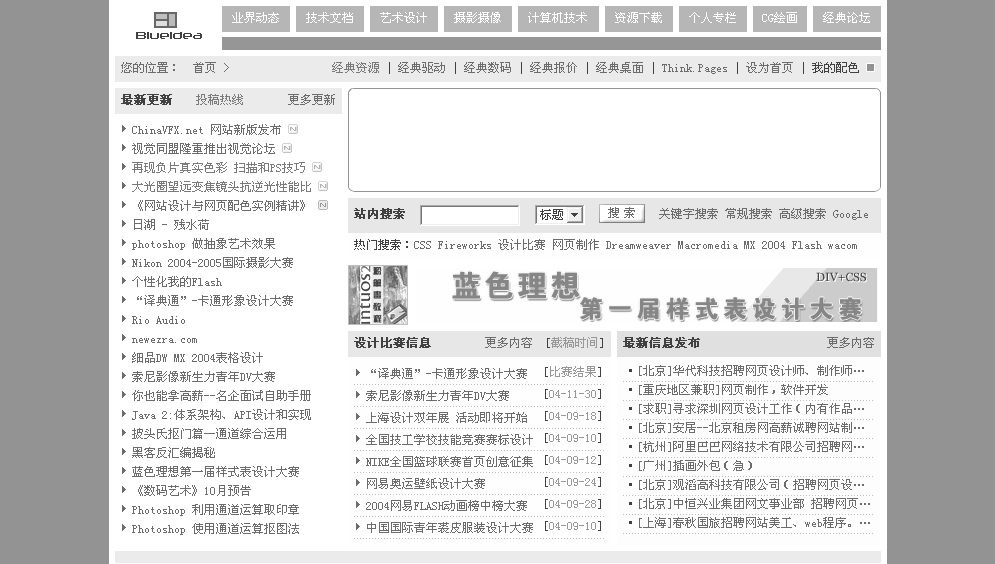 BlueIdea
业界动态 技术文档 艺术设计 摄影摄像 计算机技术 资源下载 个人专栏 CG绘画 经典论坛
您的位置： 首页 >
经典资源 | 经典驱动 | 经典数码 | 经典报价 | 经典桌面 | Think.Pages | 设为首页 | 我的配色
最新更新 投稿热线 更多更新
ChinaVFX.net 网站新版发布
视觉同盟隆重推出视觉论坛
再现负片真实色彩 扫描和PS技巧
大光圈望远变焦镜头抗逆光性能比
《网站设计与网页配色实例精讲》
日湖 - 残水荷
photoshop 做抽象艺术效果
Nikon 2004-2005国际摄影大赛
个性化我的Flash
“译典通”-卡通形象设计大赛
Rio Audio
newezra.com
细品DW MX 2004表格设计
索尼影像新生力青年DV大赛
你也能拿高薪--名企面试自助手册
Java 2:体系架构、API设计和实现
披头氏抠门篇一通道综合运用
黑客反汇编揭秘
蓝色理想第一届样式表设计大赛
《数码艺术》10月预告
Photoshop 利用通道运算取印章
Photoshop 使用通道运算抠图法
站内搜索 标题 搜 索 关键字搜索 常规搜索 高级搜索 Google
热门搜索：CSS Fireworks 设计比赛 网页制作 Dreamweaver Macromedia MX 2004 Flash wacom
蓝色理想
第一届样式表设计大赛
DIV+CSS
设计比赛信息 更多内容 [截稿时间]
“译典通”-卡通形象设计大赛 [比赛结果]
索尼影像新生力青年DV大赛 [04-11-30]
上海设计双年展 活动即将开始 [04-09-18]
全国技工学校技能竞赛赛标设计 [04-09-10]
NIKE全国篮球联赛首页创意征集 [04-09-12]
网易奥运壁纸设计大赛 [04-09-24]
2004网易FLASH动画榜中榜大赛 [04-09-28]
中国国际青年裘皮服装设计大赛 [04-09-10]
最新信息发布 更多内容
[北京]华代科技招聘网页设计师、制作师…
[重庆地区兼职]网页制作，软件开发
[求职]寻求深圳网页设计工作（内有作品…
[北京]安居--北京租房网高薪诚聘网站制…
[杭州]阿里巴巴网络技术有限公司招聘网…
[广州]插画外包（急）
[北京]观滔高科技有限公司（招聘网页设…
[北京]中恒兴业集团网文事业部 招聘网页…
[上海]春秋国旅招聘网站美工、web程序。…